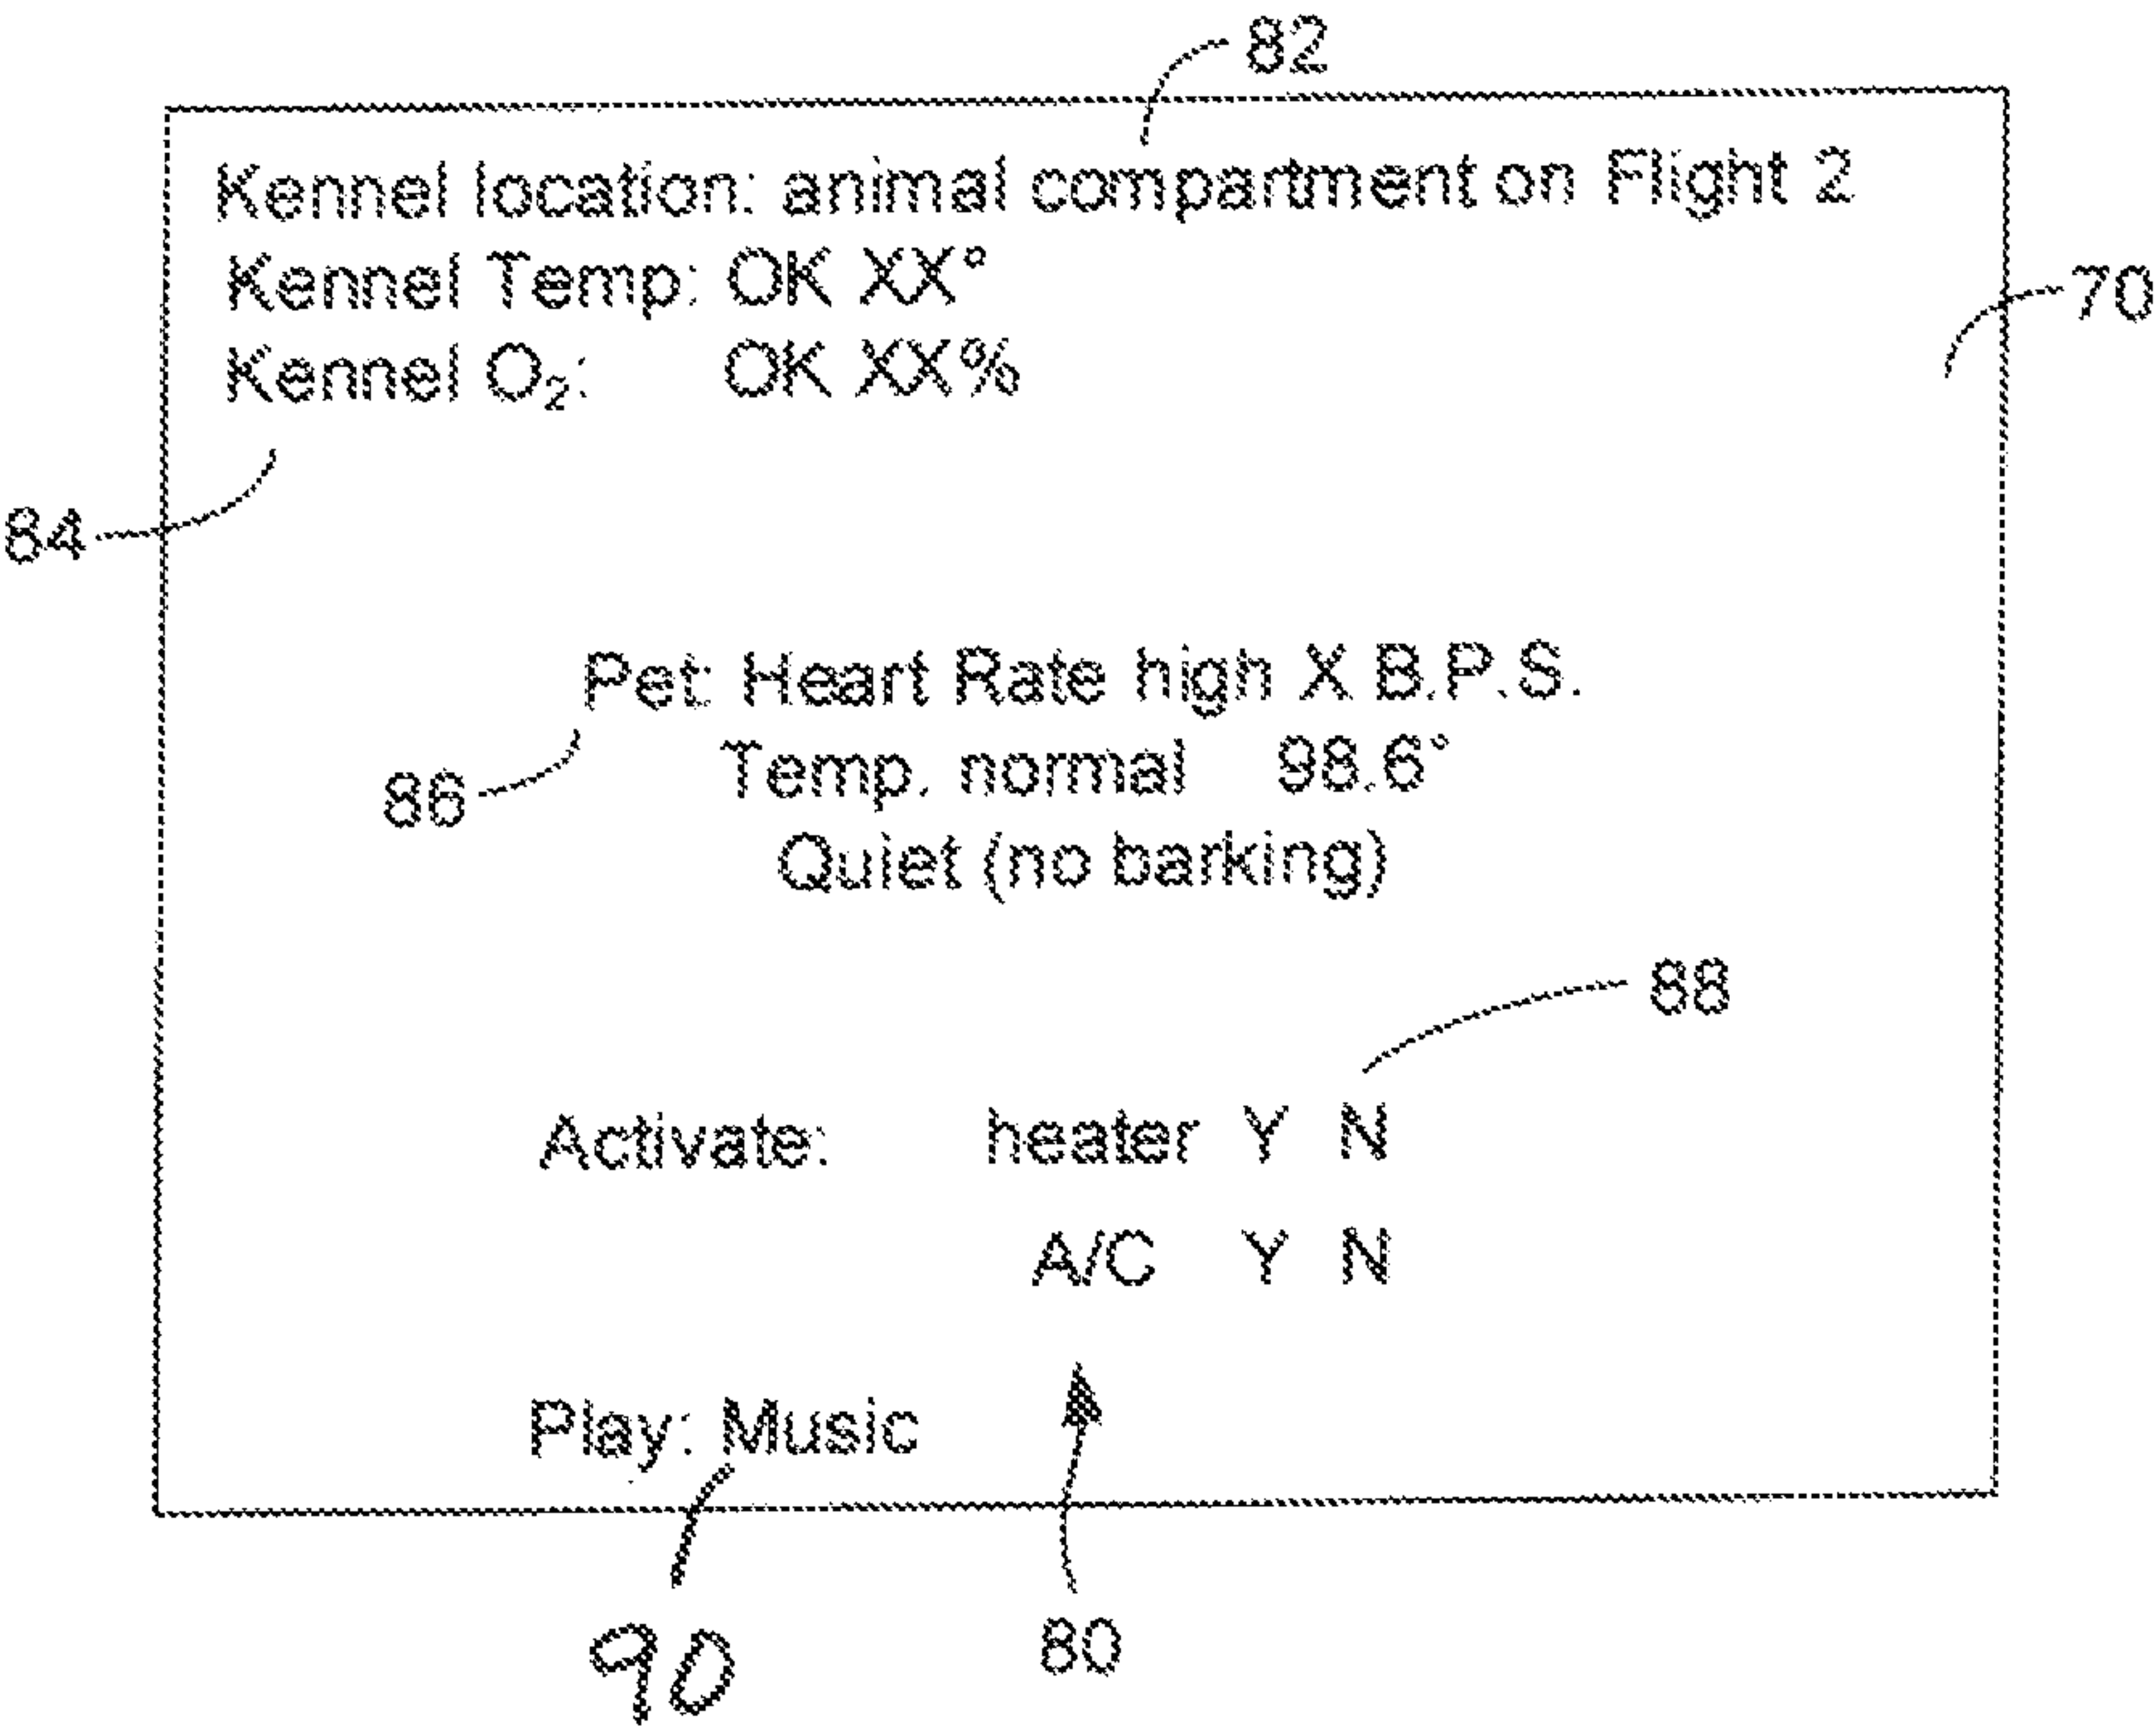 82
Kennel location: animal compartment on Flight 2
Kennel Temp: OK XX°
70
Kennel O₂: OK XX%
84
Pet: Heart Rate high X B.P.S.
Temp. normal 98.6°
86
Quiet (no barking)
88
Activate: heater Y N
A/C Y N
Play: Music
90
80